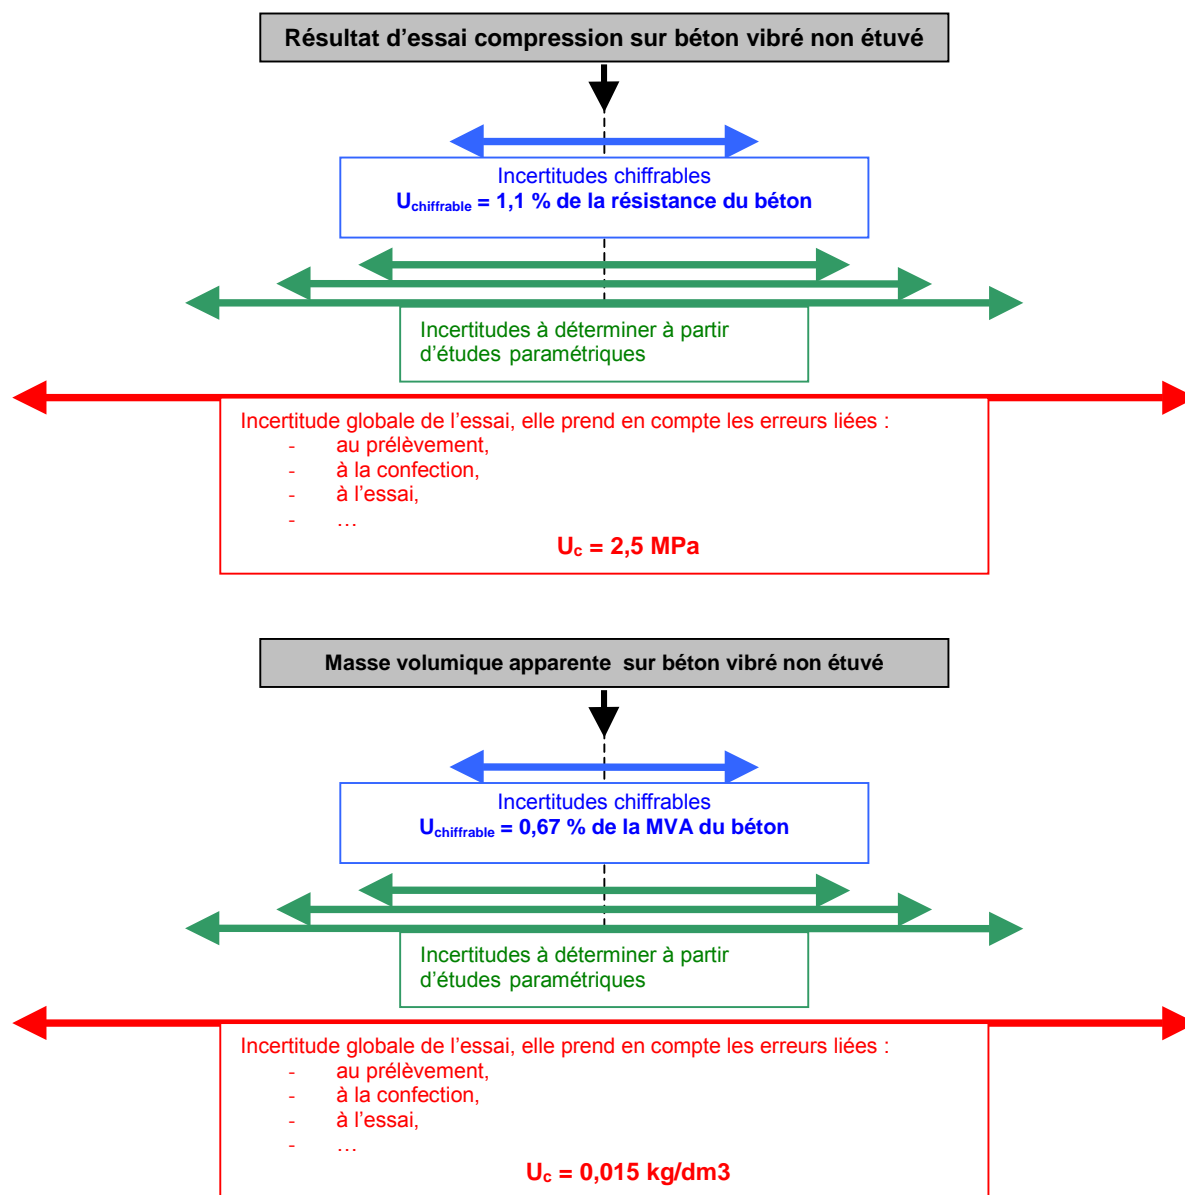 Résultat d’essai compression sur béton vibré non étuvé
Incertitudes chiffrables
Uchiffrable = 1,1 % de la résistance du béton
Incertitudes à déterminer à partir
d’études paramétriques
Incertitude globale de l’essai, elle prend en compte les erreurs liées :
- au prélèvement,
- à la confection,
- à l’essai,
- …
Uc = 2,5 MPa
Masse volumique apparente sur béton vibré non étuvé
Incertitudes chiffrables
Uchiffrable = 0,67 % de la MVA du béton
Incertitudes à déterminer à partir
d’études paramétriques
Incertitude globale de l’essai, elle prend en compte les erreurs liées :
- au prélèvement,
- à la confection,
- à l’essai,
- …
Uc = 0,015 kg/dm3